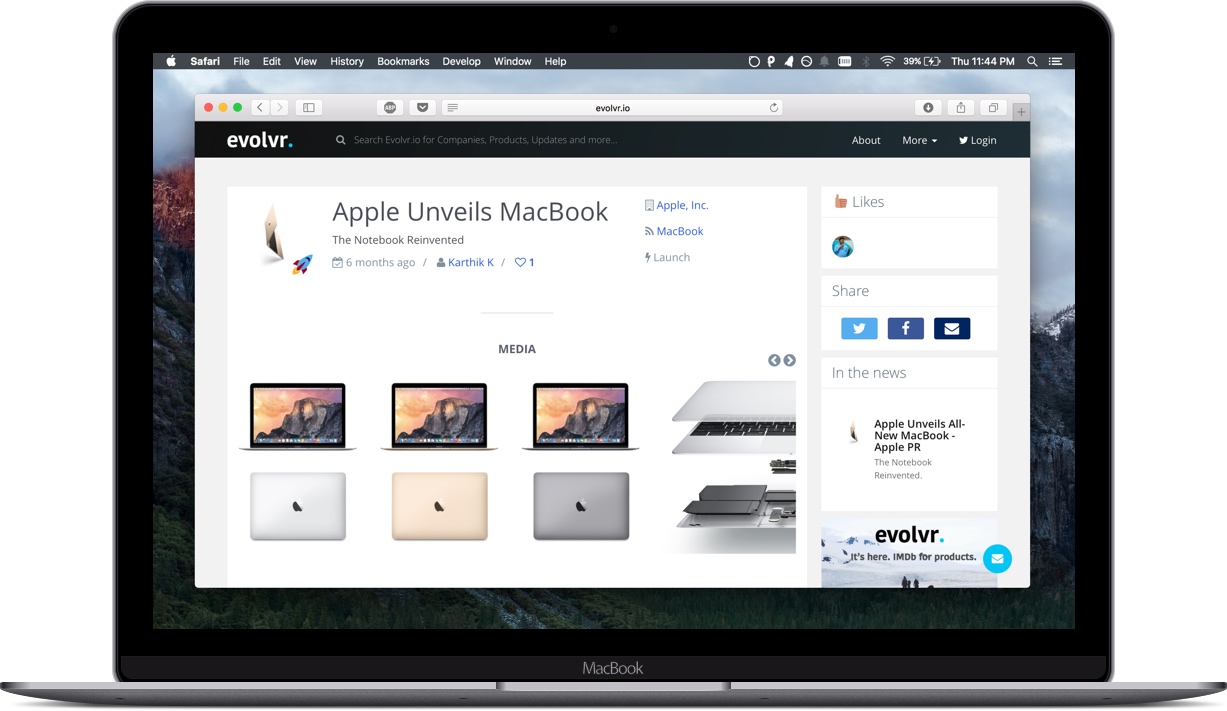 Safari File Edit View History Bookmarks Develop Window Help 39% Thu 11:44 PM
ABP evolvr.io
evolvr. Search Evolvr.io for Companies, Products, Updates and more... About More Login
Apple Unveils MacBook
The Notebook Reinvented
6 months ago / Karthik K / 1
Apple, Inc.
MacBook
Launch
MEDIA
Likes
Share
In the news
Apple Unveils All-
New MacBook -
Apple PR
The Notebook
Reinvented.
evolvr.
It's here. IMDb for products.
MacBook